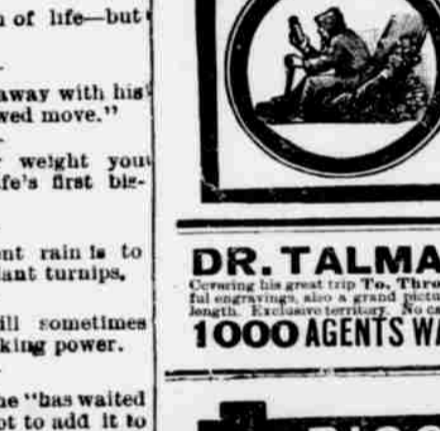 of life—but
away with his
wed move."
weight you
fe's first bis-
nt rain is to
lant turnips,
ill sometimes
king power.
ne "has waited
ot to add it to
DR. TALMA
Covering his great trip To, Thro
ful engravings, also a grand pictu
length. Exclusive territory. No ca
1000 AGENTS WA